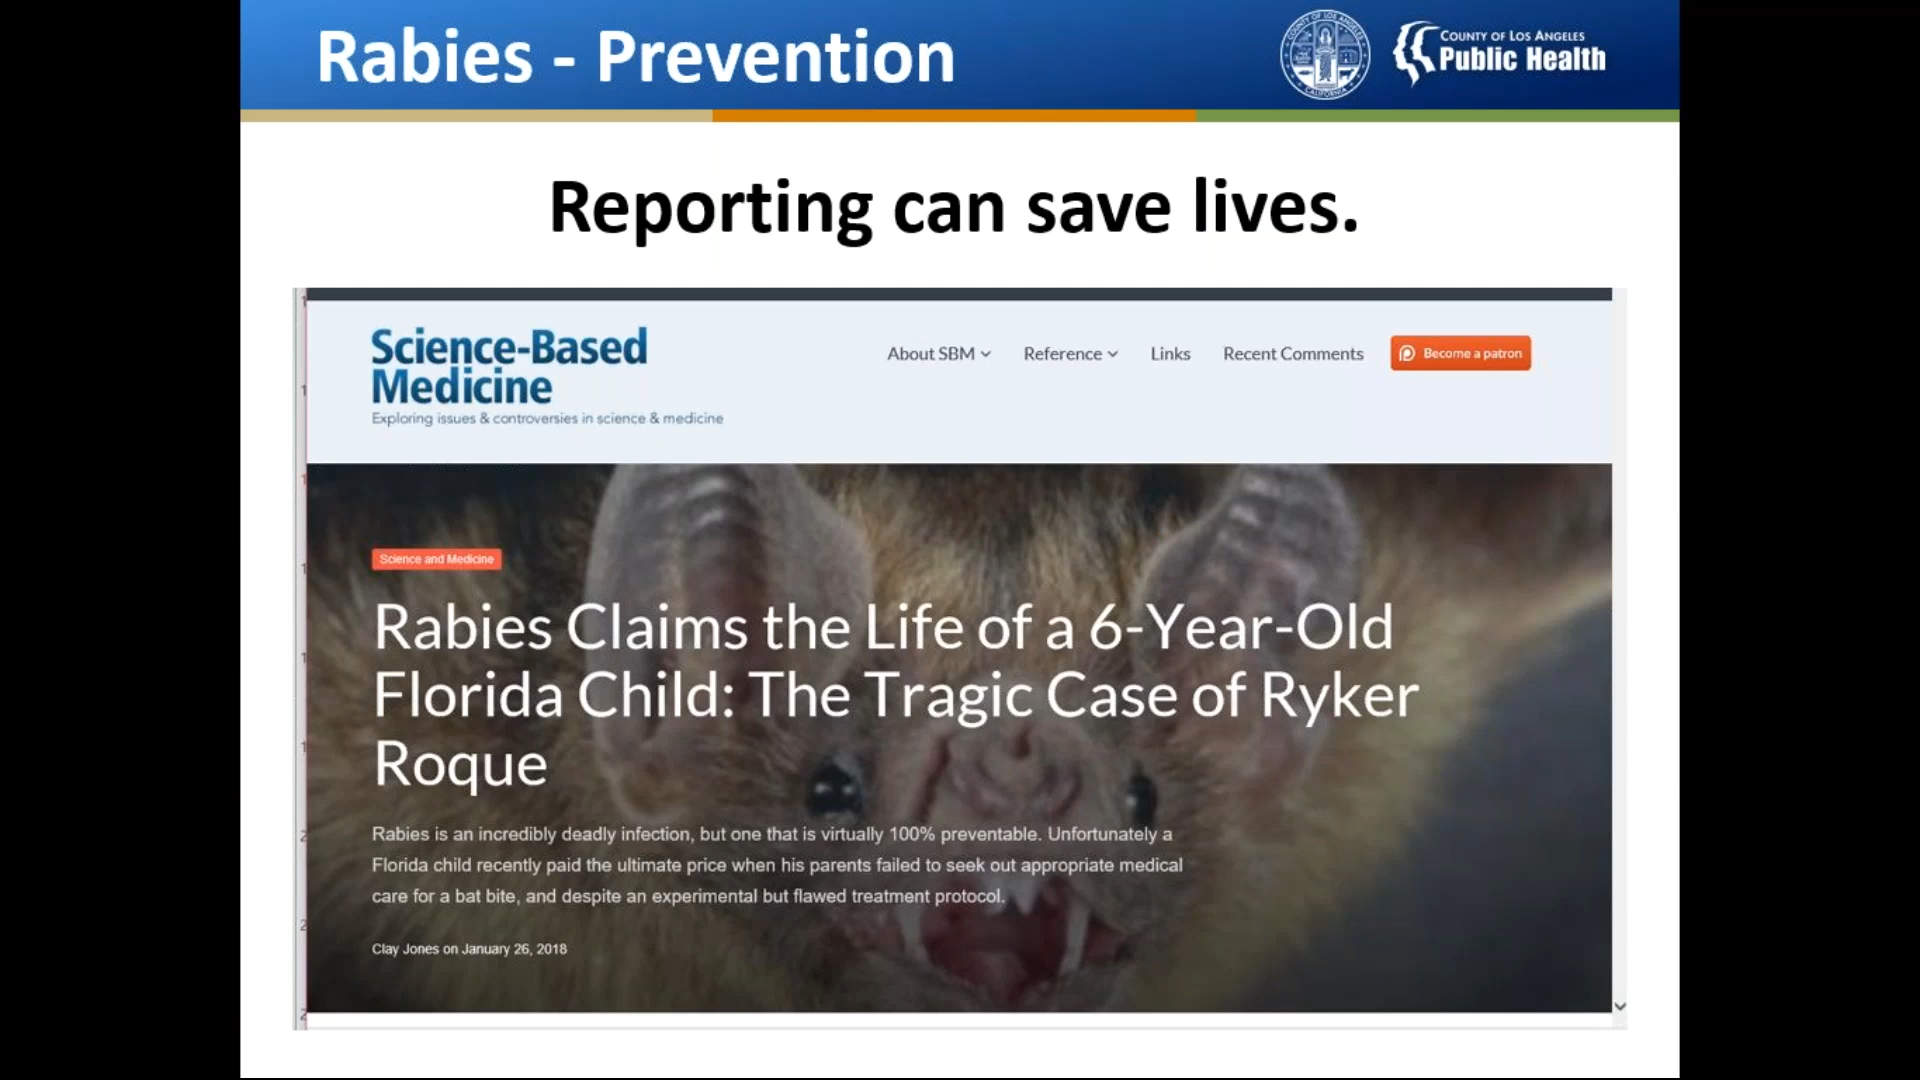 Rabies - Prevention
COUNTY OF LOS ANGELES
Public Health
Reporting can save lives.
Science-Based
Medicine
Exploring issues & controversies in science & medicine
About SBM
Reference
Links
Recent Comments
Become a patron
Science and Medicine
Rabies Claims the Life of a 6-Year-Old
Florida Child: The Tragic Case of Ryker
Roque
Rabies is an incredibly deadly infection, but one that is virtually 100% preventable. Unfortunately a
Florida child recently paid the ultimate price when his parents failed to seek out appropriate medical
care for a bat bite, and despite an experimental but flawed treatment protocol.
Clay Jones on January 26, 2018